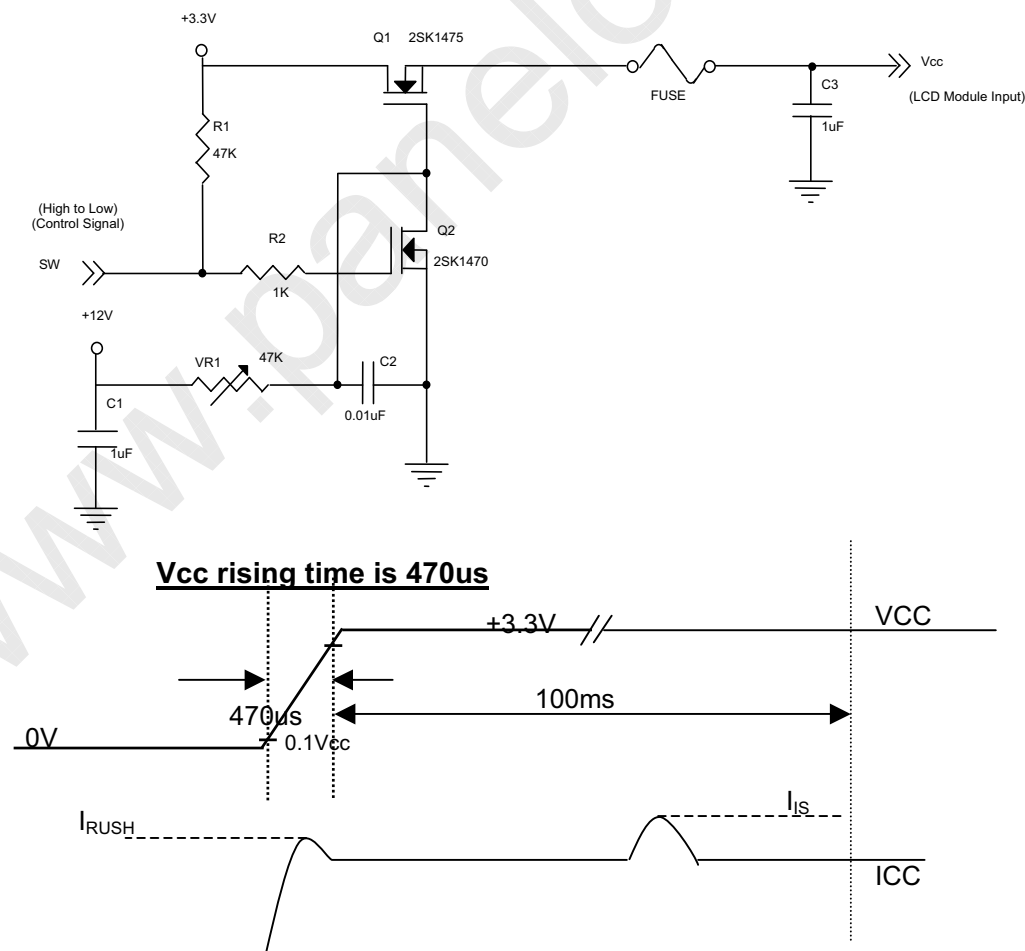 www.panel
+3.3V
Q1 2SK1475
Vcc
FUSE
C3
(LCD Module Input)
1uF
R1
47K
(High to Low)
(Control Signal)
R2
Q2
SW
2SK1470
1K
+12V
VR1
47K
C2
C1
0.01uF
1uF
Vcc rising time is 470us
+3.3V
VCC
470us
100ms
0V
0.1Vcc
IRUSH
IIS
ICC